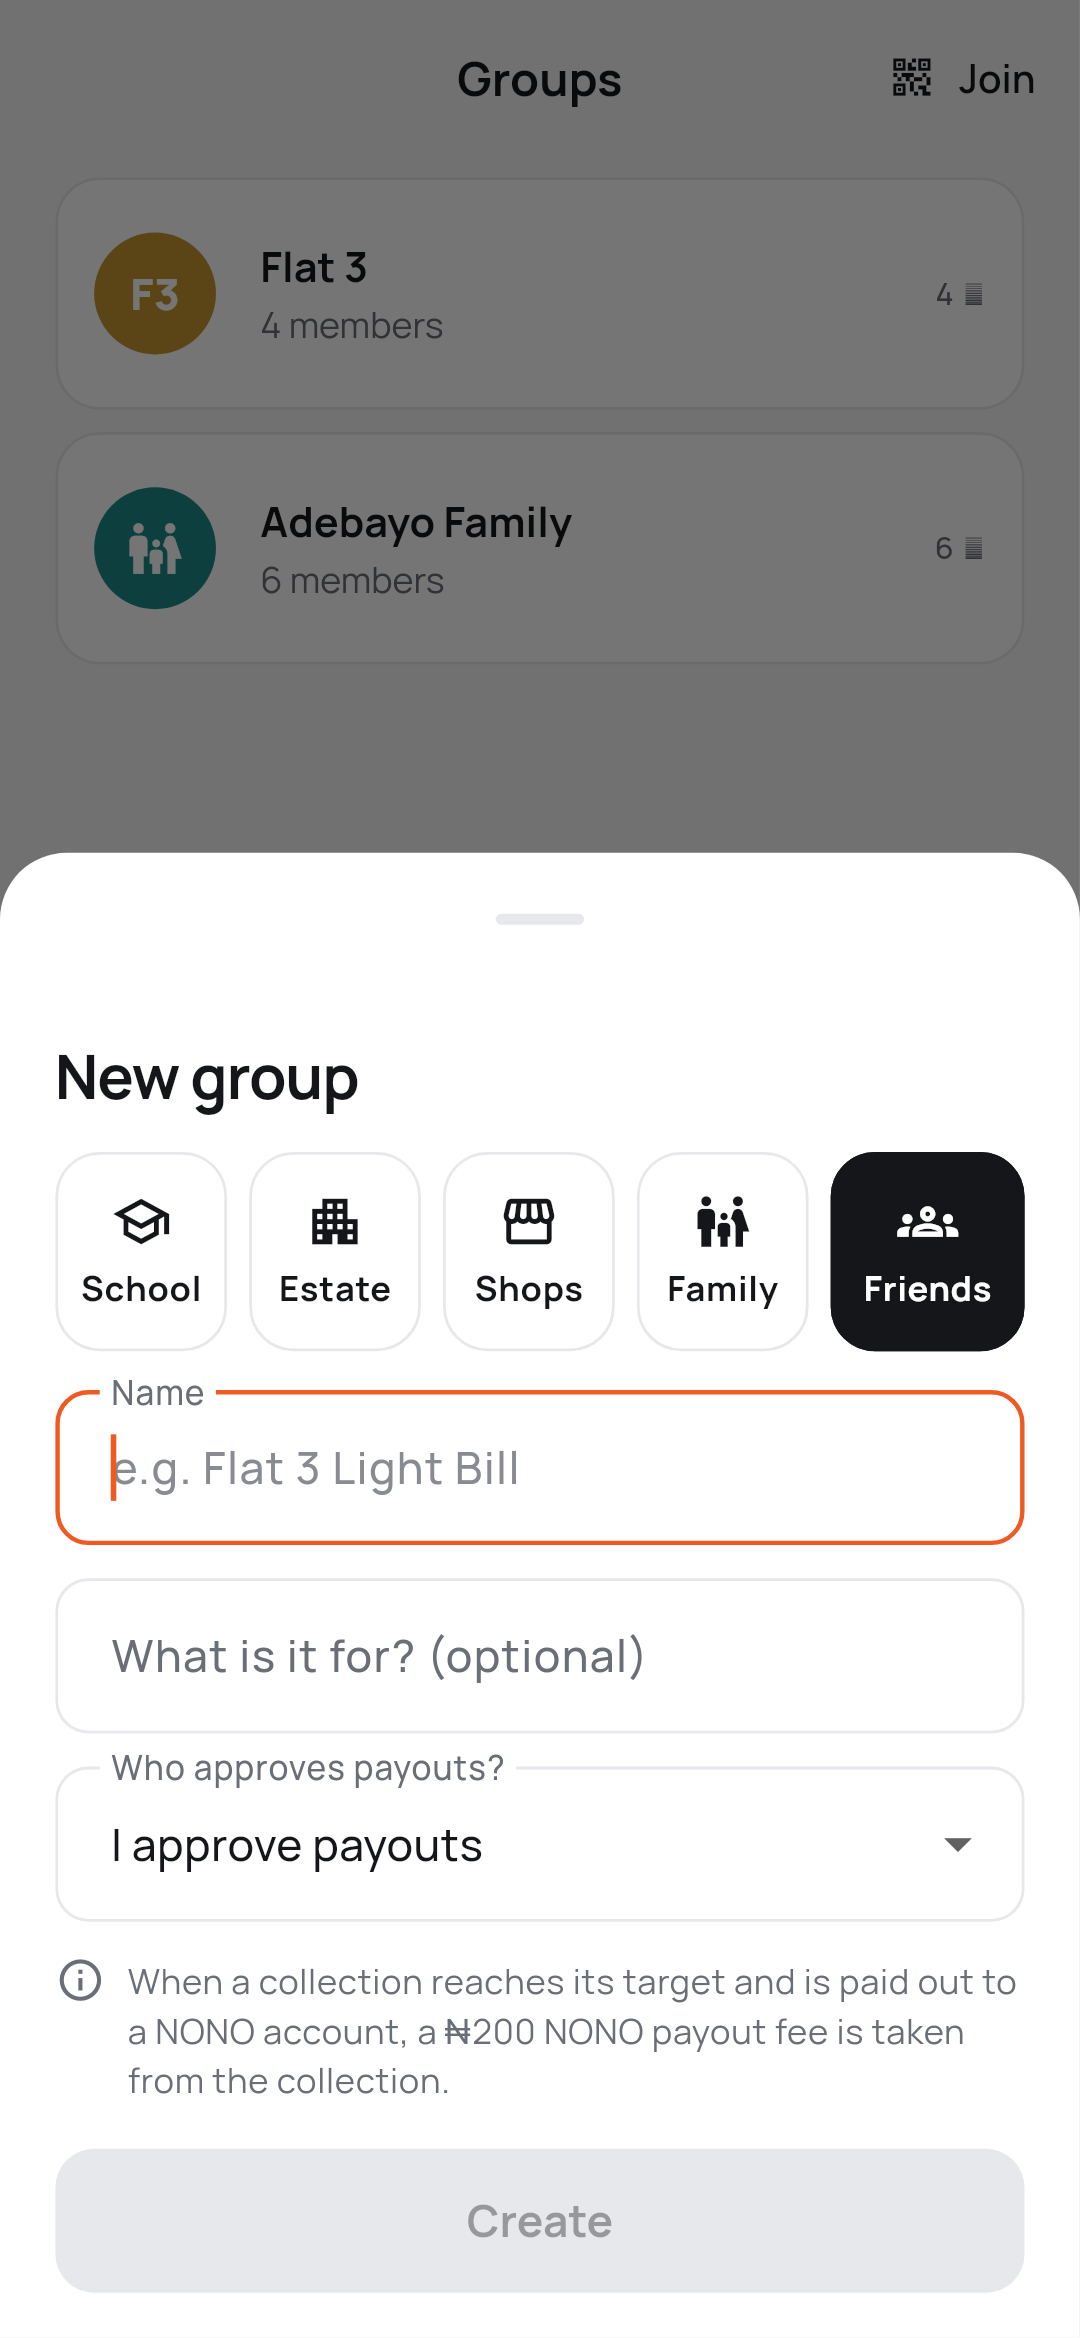 Groups
Join
F3
Flat 3
4 members
4
Adebayo Family
6 members
6
New group
School
Estate
Shops
Family
Friends
Name
e.g. Flat 3 Light Bill
What is it for? (optional)
Who approves payouts?
I approve payouts
When a collection reaches its target and is paid out to
a NONO account, a ₦200 NONO payout fee is taken
from the collection.
Create